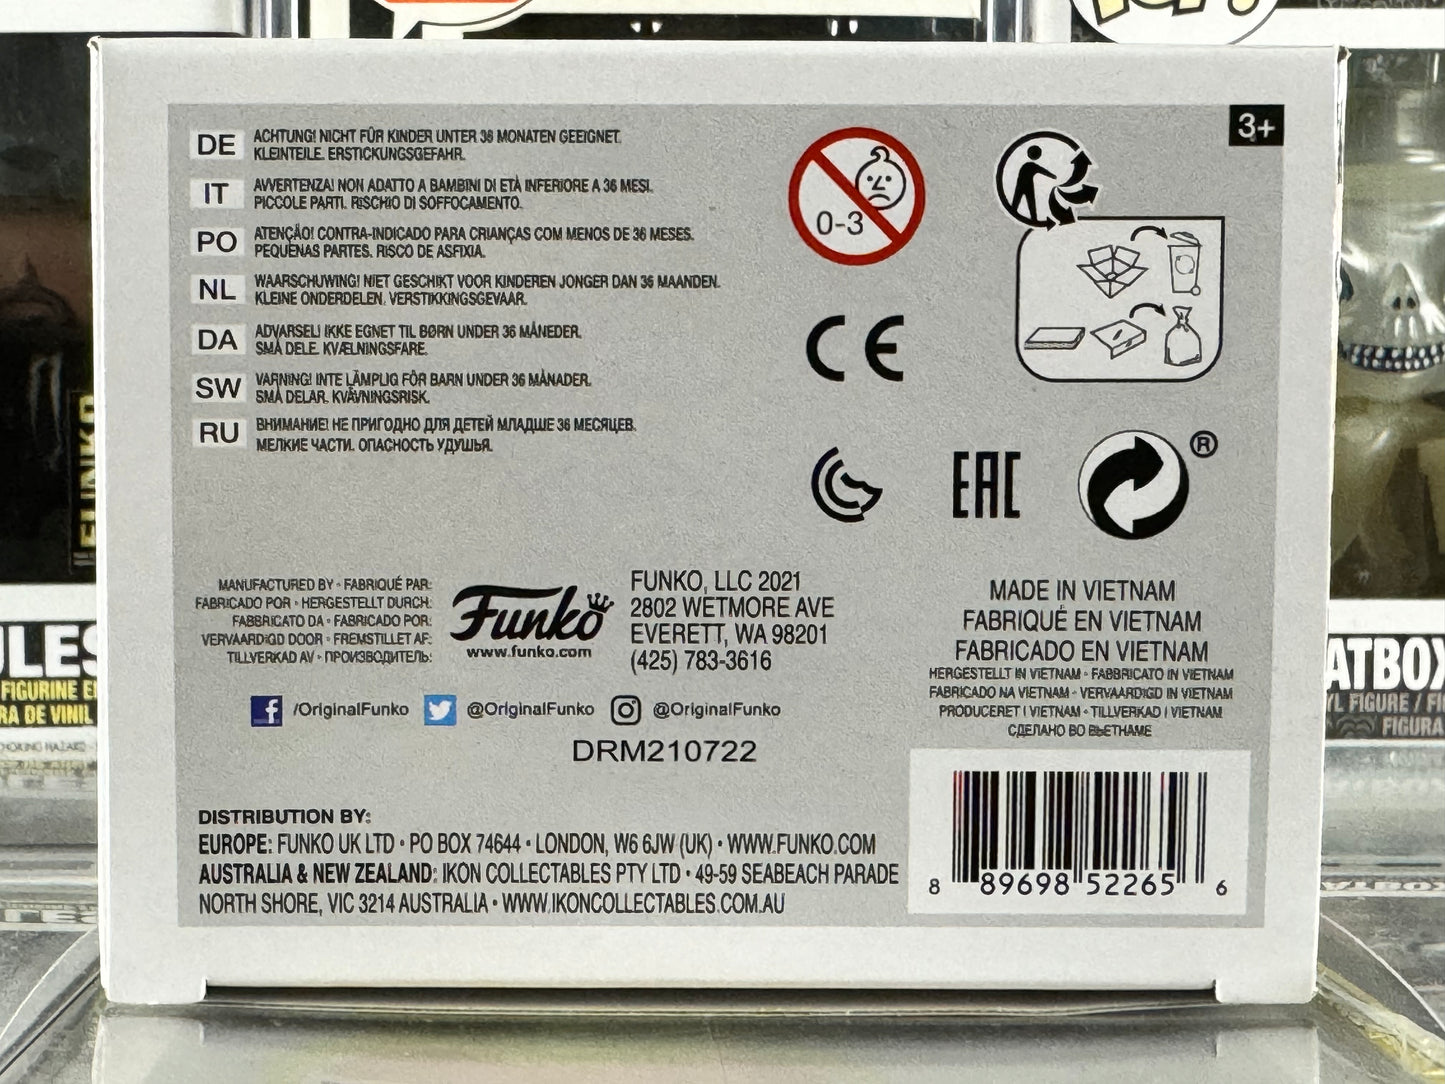 3+
DE
ACHTUNG! NICHT FÜR KINDER UNTER 36 MONATEN GEEIGNET.
KLEINTEILE. ERSTICKUNGSGEFAHR.
IT
AVVERTENZA! NON ADATTO A BAMBINI DI ETÀ INFERIORE A 36 MESI.
PICCOLE PARTI. RISCHIO DI SOFFOCAMENTO.
PO
ATENÇÃO! CONTRA-INDICADO PARA CRIANÇAS COM MENOS DE 36 MESES.
PEQUENAS PARTES. RISCO DE ASFIXIA.
NL
WAARSCHUWING! NIET GESCHIKT VOOR KINDEREN JONGER DAN 36 MAANDEN.
KLEINE ONDERDELEN. VERSTIKKINGSGEVAAR.
DA
ADVARSEL! IKKE EGNET TIL BØRN UNDER 36 MÅNEDER.
SMÅ DELE. KVÆLNINGSFARE.
SW
VARNING! INTE LÄMPLIG FÖR BARN UNDER 36 MÅNADER.
SMÅ DELAR. KVÄVNINGSRISK.
RU
ВНИМАНИЕ! НЕ ПРИГОДНО ДЛЯ ДЕТЕЙ МЛАДШЕ 36 МЕСЯЦЕВ.
МЕЛКИЕ ЧАСТИ. ОПАСНОСТЬ УДУШЬЯ.
0-3
CE
EAC
®
MANUFACTURED BY • FABRIQUÉ PAR:
FABRICADO POR • HERGESTELLT DURCH:
FABBRICATO DA • FABRICADO POR:
VERVAARDIGD DOOR • FREMSTILLET AF:
TILLVERKAD AV • ПРОИЗВОДИТЕЛЬ:
Funko
www.funko.com
FUNKO, LLC 2021
2802 WETMORE AVE
EVERETT, WA 98201
(425) 783-3616
/OriginalFunko
@OriginalFunko
@OriginalFunko
DRM210722
MADE IN VIETNAM
FABRIQUÉ EN VIETNAM
FABRICADO EN VIETNAM
HERGESTELLT IN VIETNAM • FABBRICATO IN VIETNAM
FABRICADO NA VIETNAM • VERVAARDIGD IN VIETNAM
PRODUCERET I VIETNAM • TILLVERKAD I VIETNAM
СДЕЛАНО ВО ВЬЕТНАМЕ
DISTRIBUTION BY:
EUROPE: FUNKO UK LTD • PO BOX 74644 • LONDON, W6 6JW (UK) • WWW.FUNKO.COM
AUSTRALIA & NEW ZEALAND: IKON COLLECTABLES PTY LTD • 49-59 SEABEACH PARADE
NORTH SHORE, VIC 3214 AUSTRALIA • WWW.IKONCOLLECTABLES.COM.AU
8 89698 52265 6
FUNKO
FIGURINE
DE VINIL
FIGURE
FIGURA